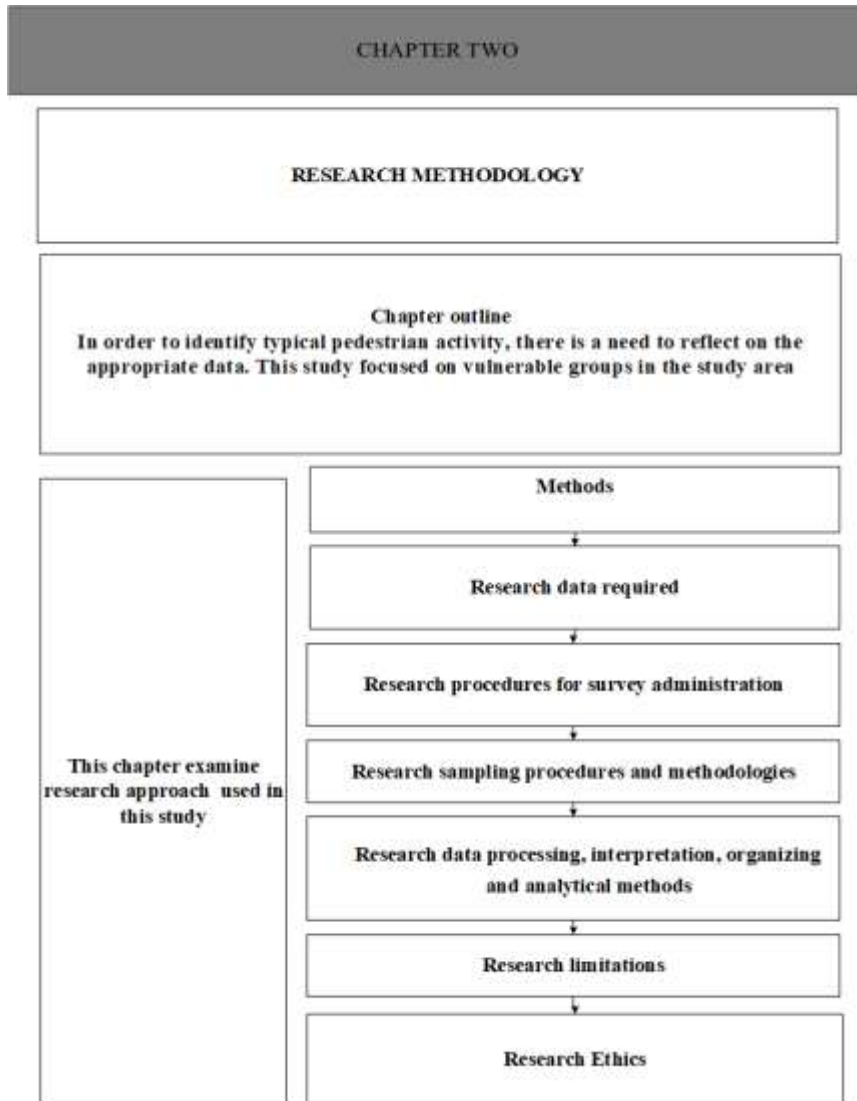 CHAPTER TWO
RESEARCH METHODOLOGY
Chapter outline
In order to identify typical pedestrian activity, there is a need to reflect on the
appropriate data. This study focused on vulnerable groups in the study area
This chapter examine
research approach used in
this study
Methods
Research data required
Research procedures for survey administration
Research sampling procedures and methodologies
Research data processing, interpretation, organizing
and analytical methods
Research limitations
Research Ethics